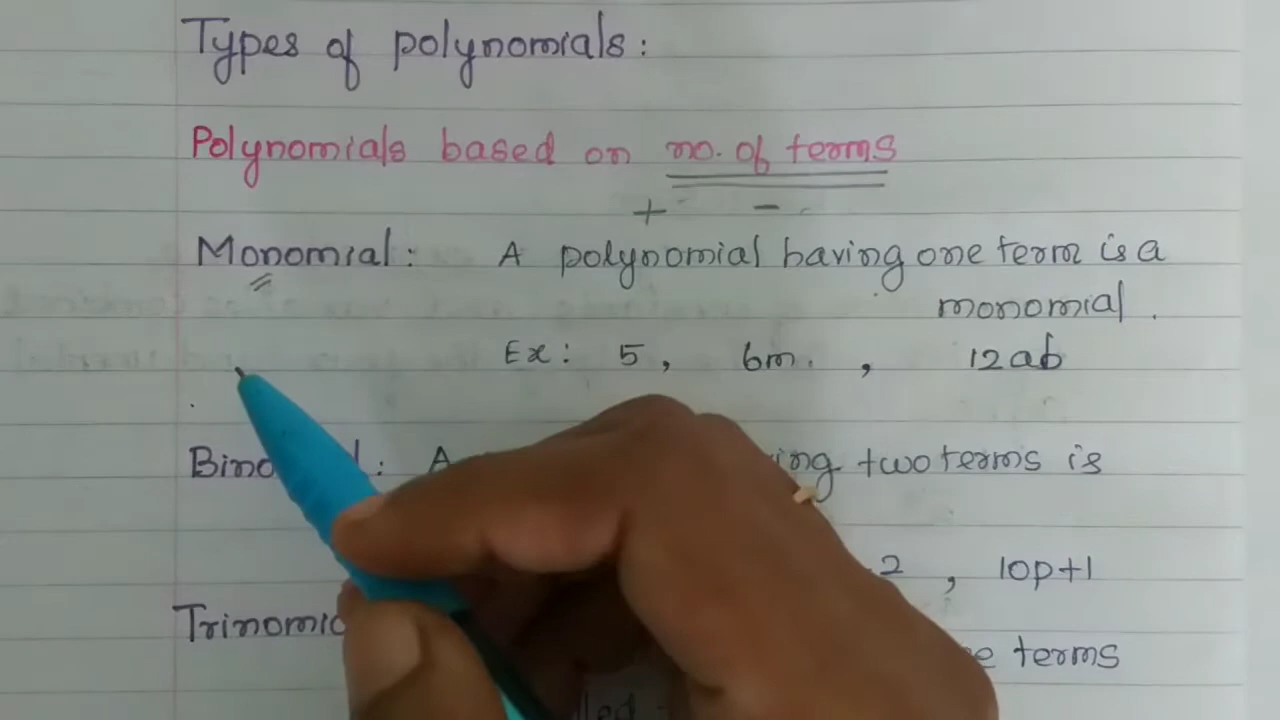 Types of polynomials:
Polynomials based on no. of terms
+ -
Monomial: A polynomial having one term is a
monomial.
Ex: 5, 6m. , 12ab
: A two terms is
2 , 10p+1
terms